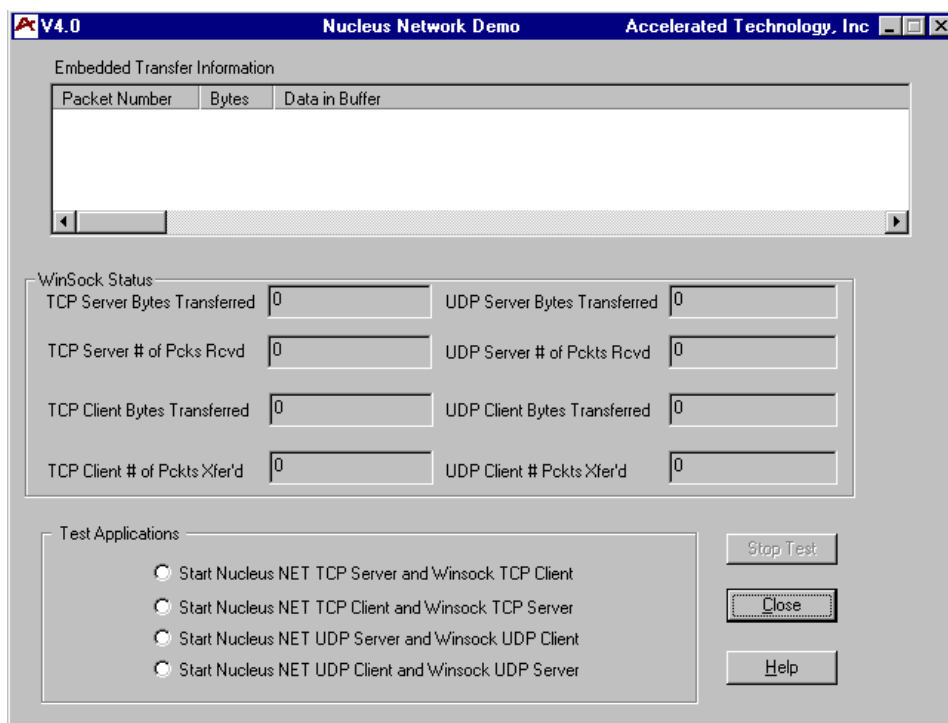 V4.0 Nucleus Network Demo Accelerated Technology, Inc
Embedded Transfer Information
Packet Number Bytes Data in Buffer
WinSock Status
TCP Server Bytes Transferred 0 UDP Server Bytes Transferred 0
TCP Server # of Pcks Rcvd 0 UDP Server # of Pckts Rcvd 0
TCP Client Bytes Transferred 0 UDP Client Bytes Transferred 0
TCP Client # of Pckts Xfer'd 0 UDP Client # Pckts Xfer'd 0
Test Applications
Stop Test
Start Nucleus NET TCP Server and Winsock TCP Client
Start Nucleus NET TCP Client and Winsock TCP Server
Close
Start Nucleus NET UDP Server and Winsock UDP Client
Start Nucleus NET UDP Client and Winsock UDP Server
Help